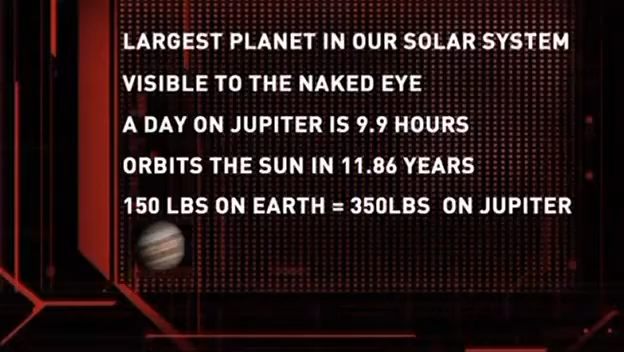 LARGEST PLANET IN OUR SOLAR SYSTEM
VISIBLE TO THE NAKED EYE
A DAY ON JUPITER IS 9.9 HOURS
ORBITS THE SUN IN 11.86 YEARS
150 LBS ON EARTH = 350LBS  ON JUPITER